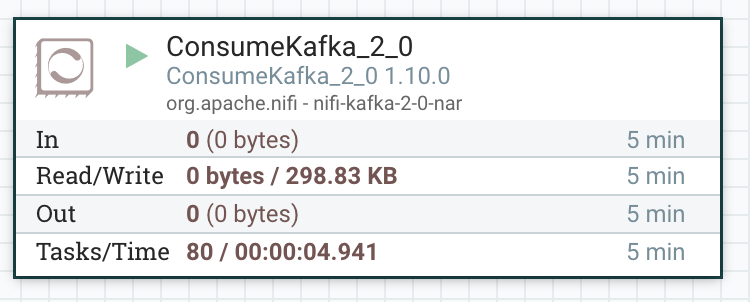 ConsumeKafka_2_0
ConsumeKafka_2_0 1.10.0
org.apache.nifi - nifi-kafka-2-0-nar
In 0 (0 bytes) 5 min
Read/Write 0 bytes / 298.83 KB 5 min
Out 0 (0 bytes) 5 min
Tasks/Time 80 / 00:00:04.941 5 min